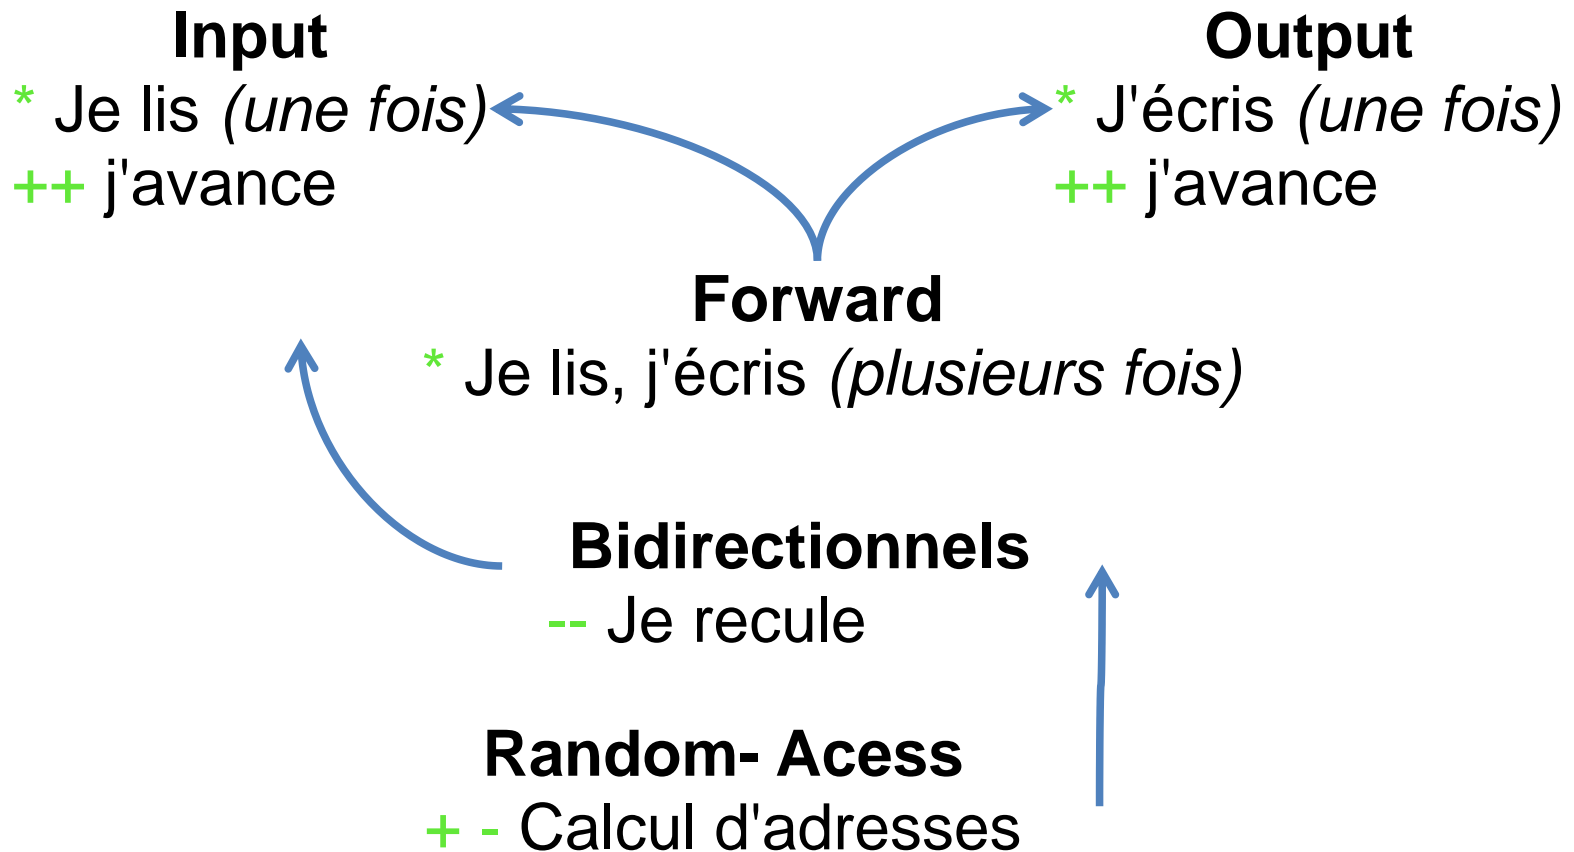 Input
* Je lis (une fois)
++ j'avance
Output
* J'écris (une fois)
++ j'avance
Forward
* Je lis, j'écris (plusieurs fois)
Bidirectionnels
-- Je recule
Random- Acess
+ - Calcul d'adresses